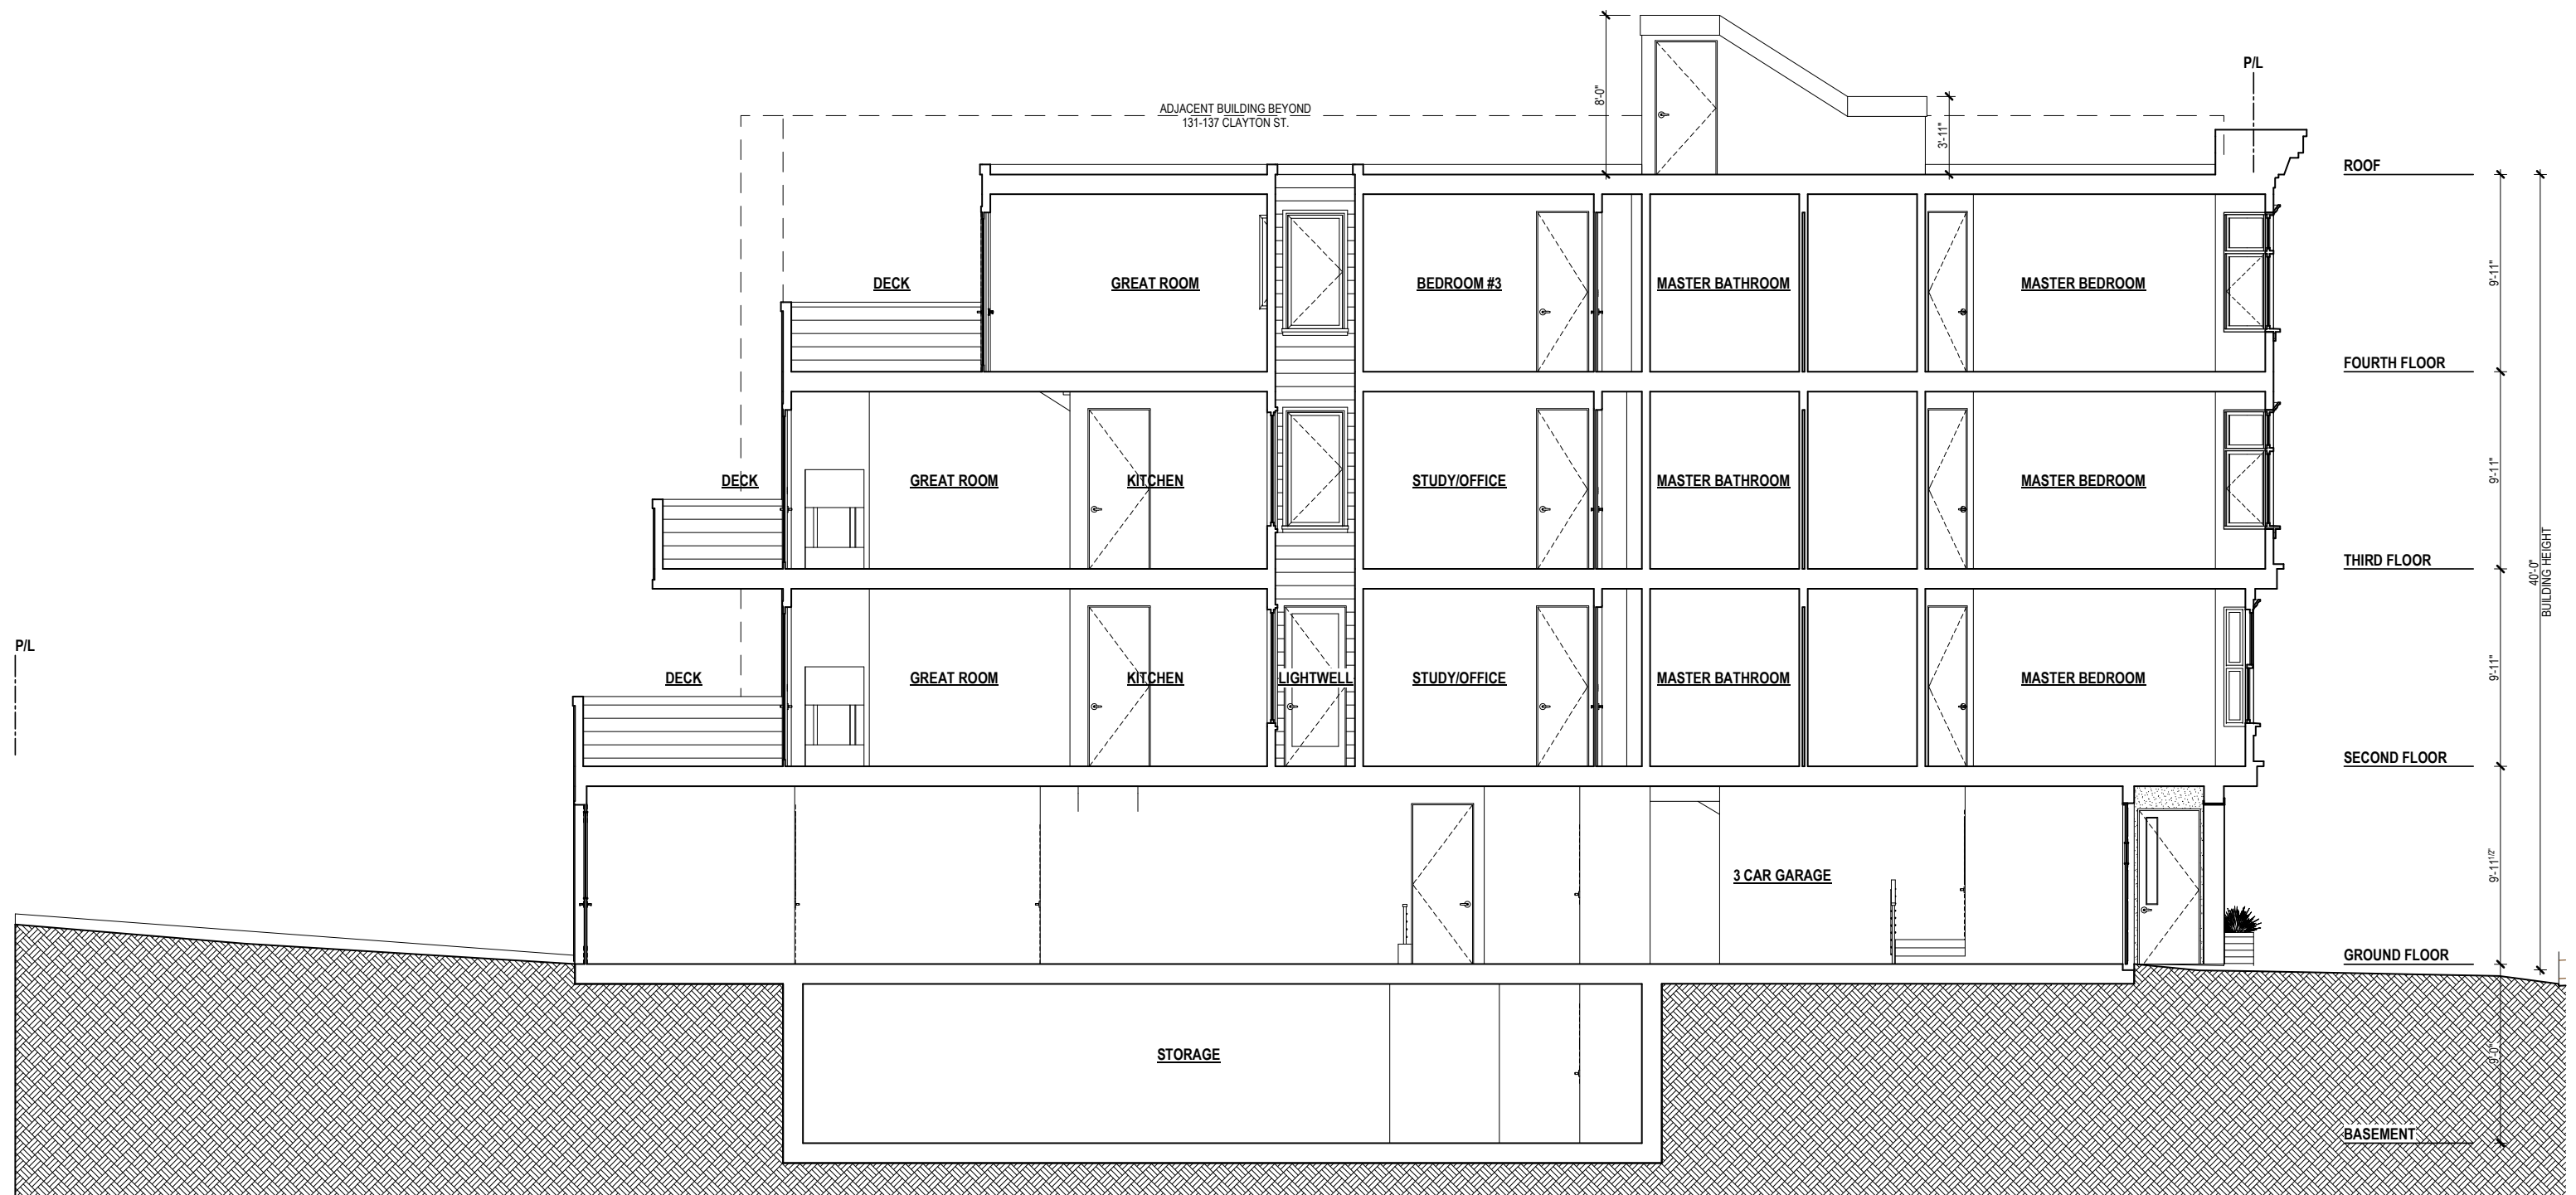 8'-0"
P/L
ADJACENT BUILDING BEYOND
131-137 CLAYTON ST.
3'-11"
ROOF
DECK
GREAT ROOM
BEDROOM #3
MASTER BATHROOM
MASTER BEDROOM
9'-11"
FOURTH FLOOR
DECK
GREAT ROOM
KITCHEN
STUDY/OFFICE
MASTER BATHROOM
MASTER BEDROOM
9'-11"
THIRD FLOOR
40'-0"
BUILDING HEIGHT
P/L
DECK
GREAT ROOM
KITCHEN
LIGHTWELL
STUDY/OFFICE
MASTER BATHROOM
MASTER BEDROOM
9'-11"
SECOND FLOOR
3 CAR GARAGE
9'-11 1/2"
GROUND FLOOR
STORAGE
9'-0"
BASEMENT